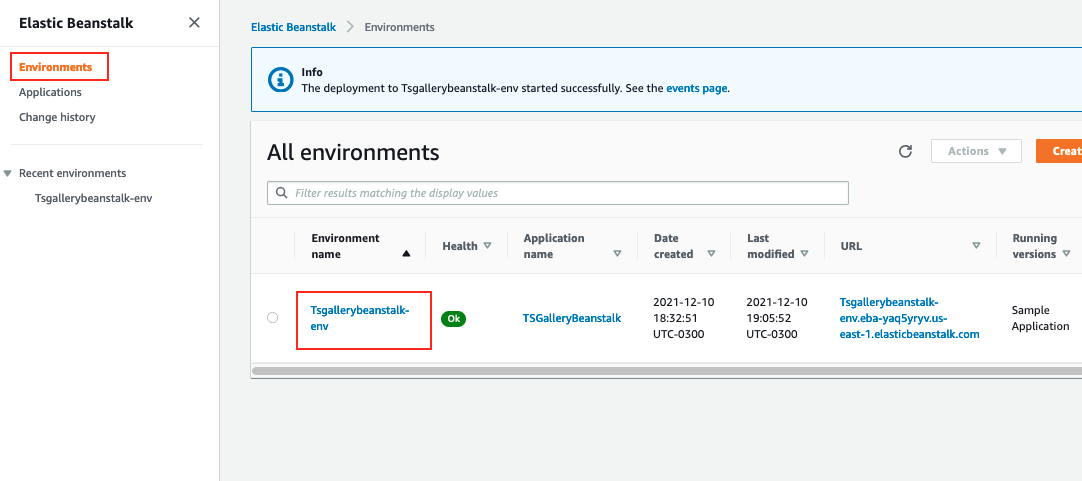 Elastic Beanstalk
Environments
Applications
Change history
Recent environments
Tsgallerybeanstalk-env
Elastic Beanstalk > Environments
Info
The deployment to Tsgallerybeanstalk-env started successfully. See the events page.
All environments
Actions
Creat
Filter results matching the display values
Environment
name
Health
Application
name
Date
created
Last
modified
URL
Running
versions
Tsgallerybeanstalk-
env
Ok
TSGalleryBeanstalk
2021-12-10
18:32:51
UTC-0300
2021-12-10
19:05:52
UTC-0300
Tsgallerybeanstalk-
env.eba-yaq5yryv.us-
east-1.elasticbeanstalk.com
Sample
Application